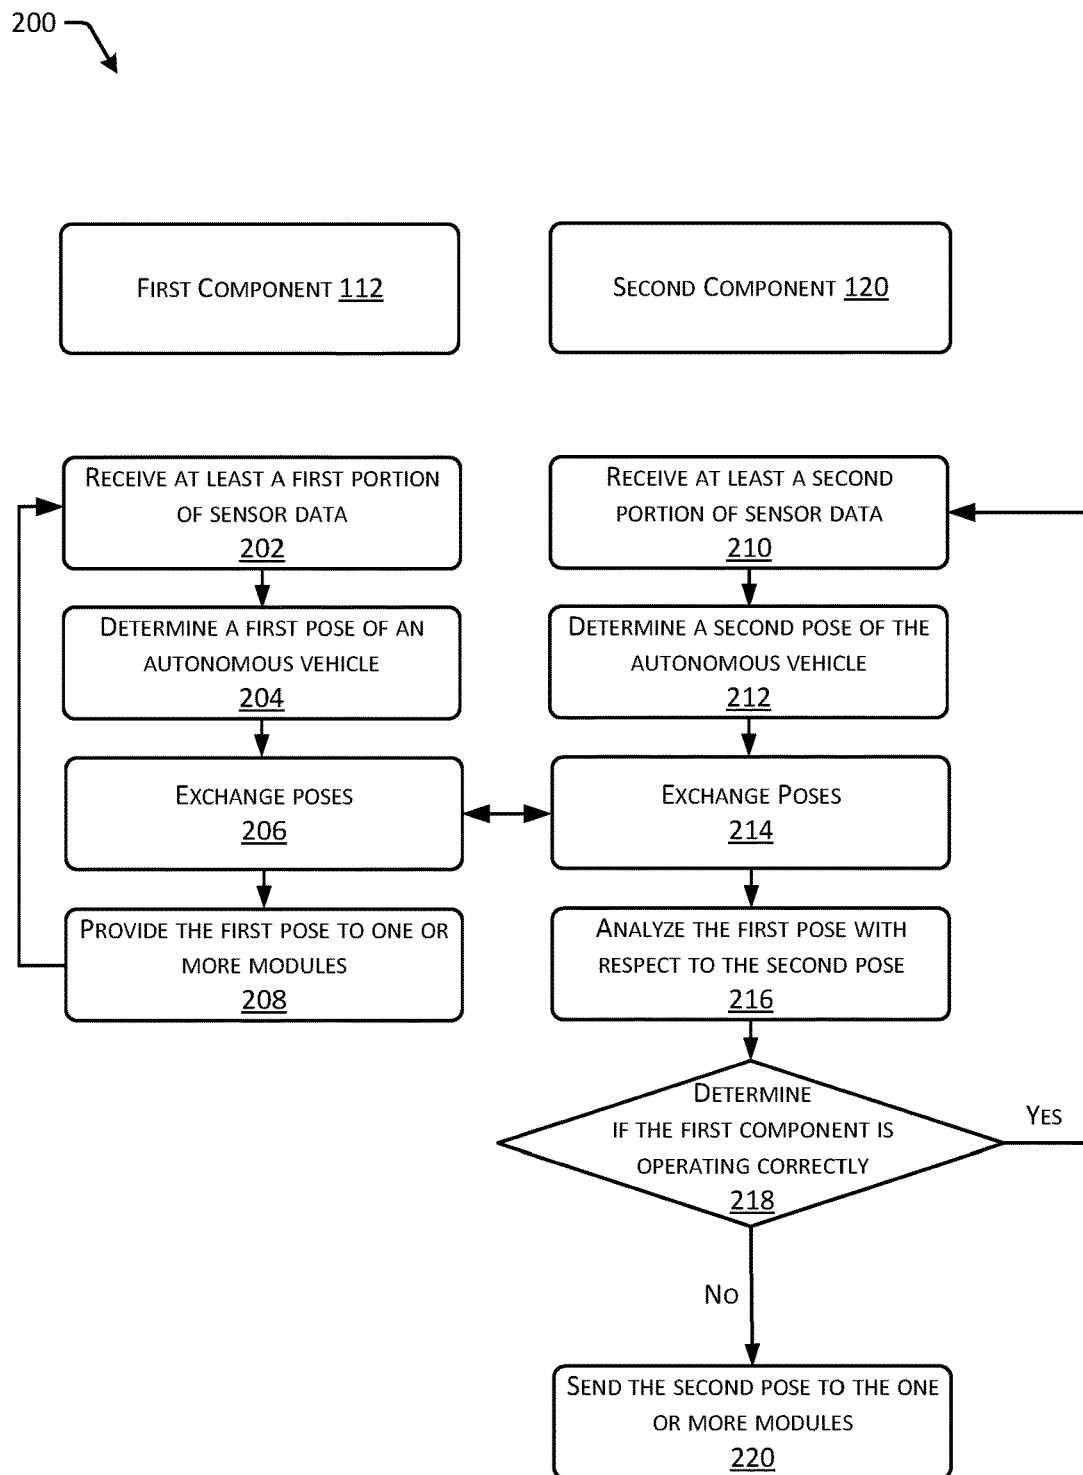 200
FIRST COMPONENT 112
SECOND COMPONENT 120
RECEIVE AT LEAST A FIRST PORTION
OF SENSOR DATA
202
DETERMINE A FIRST POSE OF AN
AUTONOMOUS VEHICLE
204
EXCHANGE POSES
206
PROVIDE THE FIRST POSE TO ONE OR
MORE MODULES
208
RECEIVE AT LEAST A SECOND
PORTION OF SENSOR DATA
210
DETERMINE A SECOND POSE OF THE
AUTONOMOUS VEHICLE
212
EXCHANGE POSES
214
ANALYZE THE FIRST POSE WITH
RESPECT TO THE SECOND POSE
216
DETERMINE
IF THE FIRST COMPONENT IS
OPERATING CORRECTLY
218
YES
NO
SEND THE SECOND POSE TO THE ONE
OR MORE MODULES
220